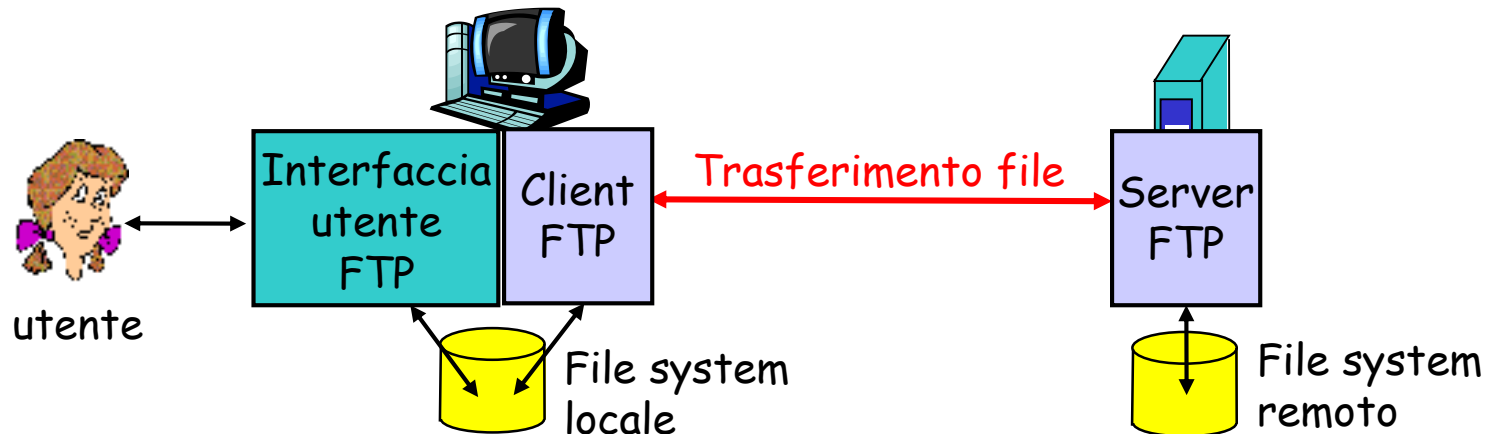 Interfaccia
utente
FTP
Client
FTP
Trasferimento file
Server
FTP
utente
File system
locale
File system
remoto